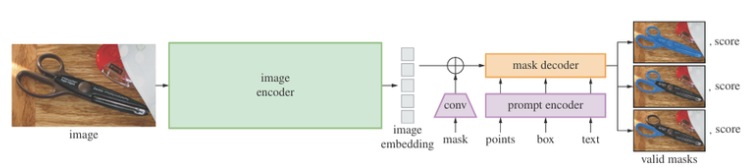 image
image
encoder
image
embedding
conv
mask
mask decoder
prompt encoder
points
box
text
, score
, score
, score
valid masks